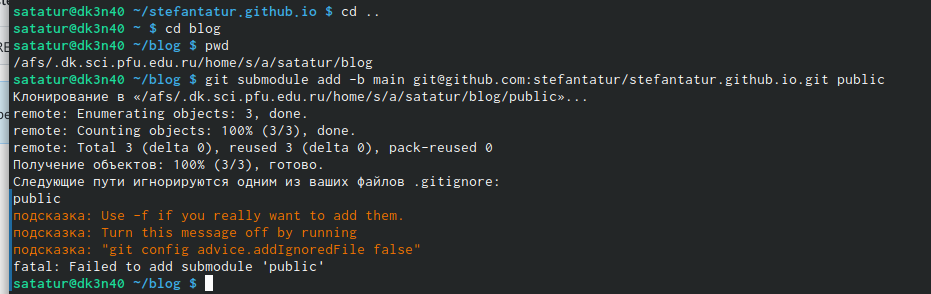 satatur@dk3n40 ~/stefantatur.github.io $ cd ..
satatur@dk3n40 ~ $ cd blog
satatur@dk3n40 ~/blog $ pwd
/afs/.dk.sci.pfu.edu.ru/home/s/a/satatur/blog
satatur@dk3n40 ~/blog $ git submodule add -b main git@github.com:stefantatur/stefantatur.github.io.git public
Клонирование в «/afs/.dk.sci.pfu.edu.ru/home/s/a/satatur/blog/public»...
remote: Enumerating objects: 3, done.
remote: Counting objects: 100% (3/3), done.
remote: Total 3 (delta 0), reused 3 (delta 0), pack-reused 0
Получение объектов: 100% (3/3), готово.
Следующие пути игнорируются одним из ваших файлов .gitignore:
public
подсказка: Use -f if you really want to add them.
подсказка: Turn this message off by running
подсказка: "git config advice.addIgnoredFile false"
fatal: Failed to add submodule 'public'
satatur@dk3n40 ~/blog $